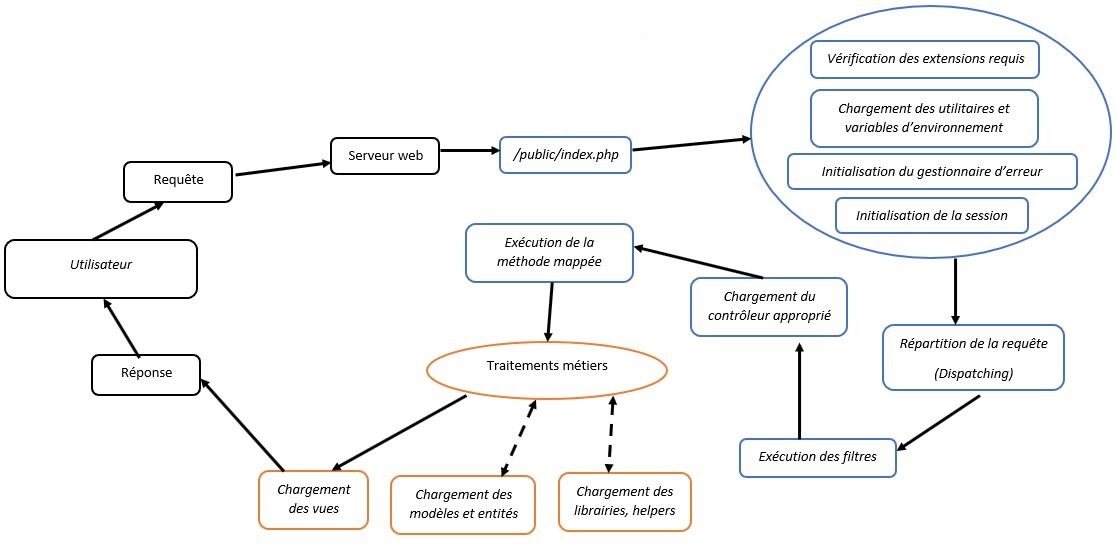 Vérification des extensions requis
Chargement des utilitaires et
variables d’environnement
Initialisation du gestionnaire d’erreur
Initialisation de la session
Serveur web
/public/index.php
Requête
Utilisateur
Exécution de la
méthode mappée
Chargement du
contrôleur approprié
Répartition de la requête
(Dispatching)
Traitements métiers
Réponse
Exécution des filtres
Chargement
des vues
Chargement des
modèles et entités
Chargement des
librairies, helpers